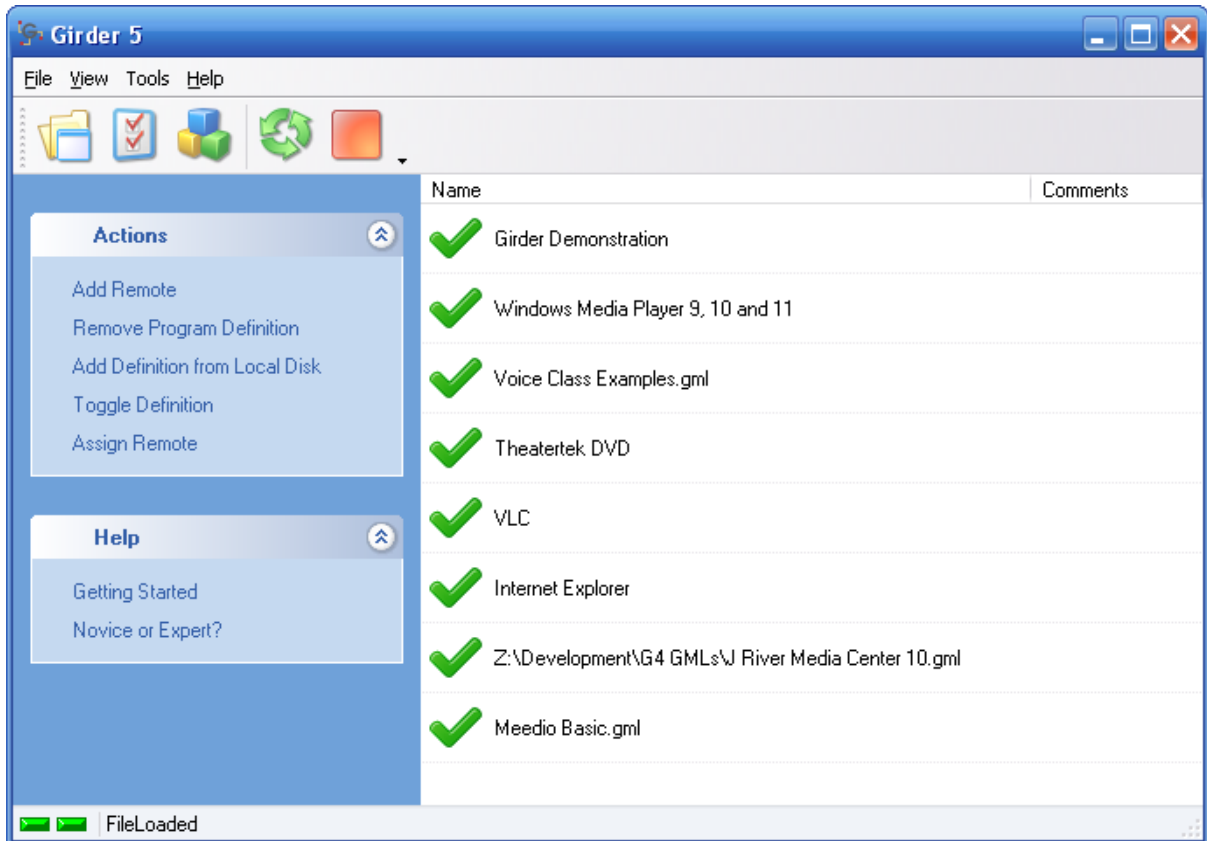 Girder 5
File View Tools Help
Name Comments
Actions
Add Remote
Remove Program Definition
Add Definition from Local Disk
Toggle Definition
Assign Remote
Help
Getting Started
Novice or Expert?
Girder Demonstration
Windows Media Player 9, 10 and 11
Voice Class Examples.gml
Theatertek DVD
VLC
Internet Explorer
Z:\Development\G4 GMLs\J River Media Center 10.gml
Meedio Basic.gml
FileLoaded